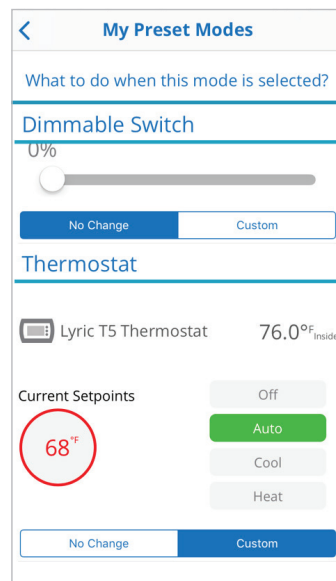 My Preset Modes
What to do when this mode is selected?
Dimmable Switch
0%
No Change Custom
Thermostat
Lyric T5 Thermostat 76.0°F Inside
Current Setpoints
68°F
Off
Auto
Cool
Heat
No Change Custom